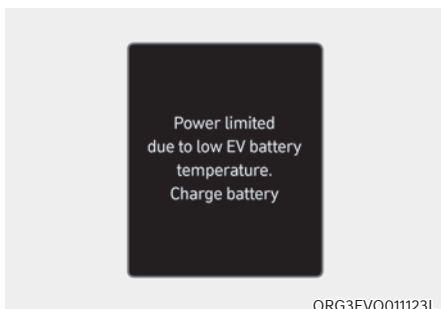 Power limited
due to low EV battery
temperature.
Charge battery
ORG3EVQ011123L